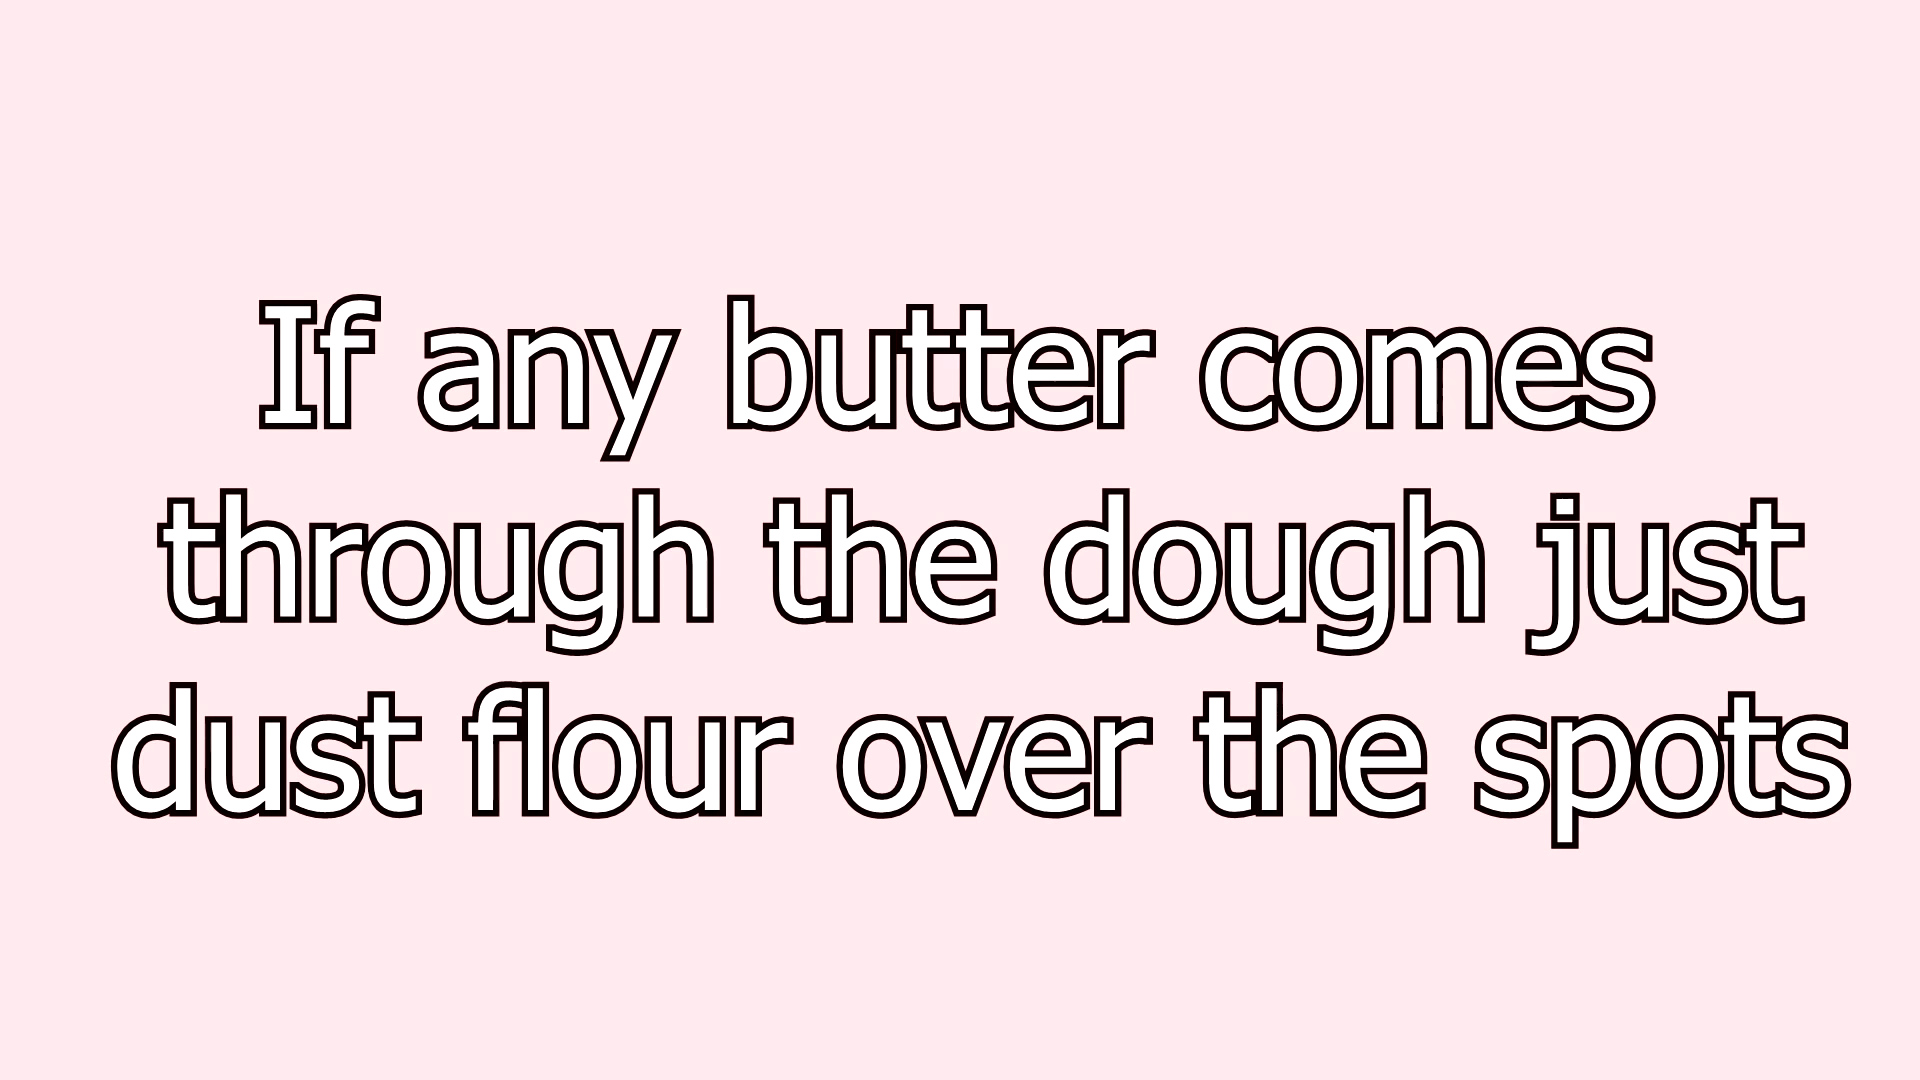 If any butter comes
through the dough just
dust flour over the spots